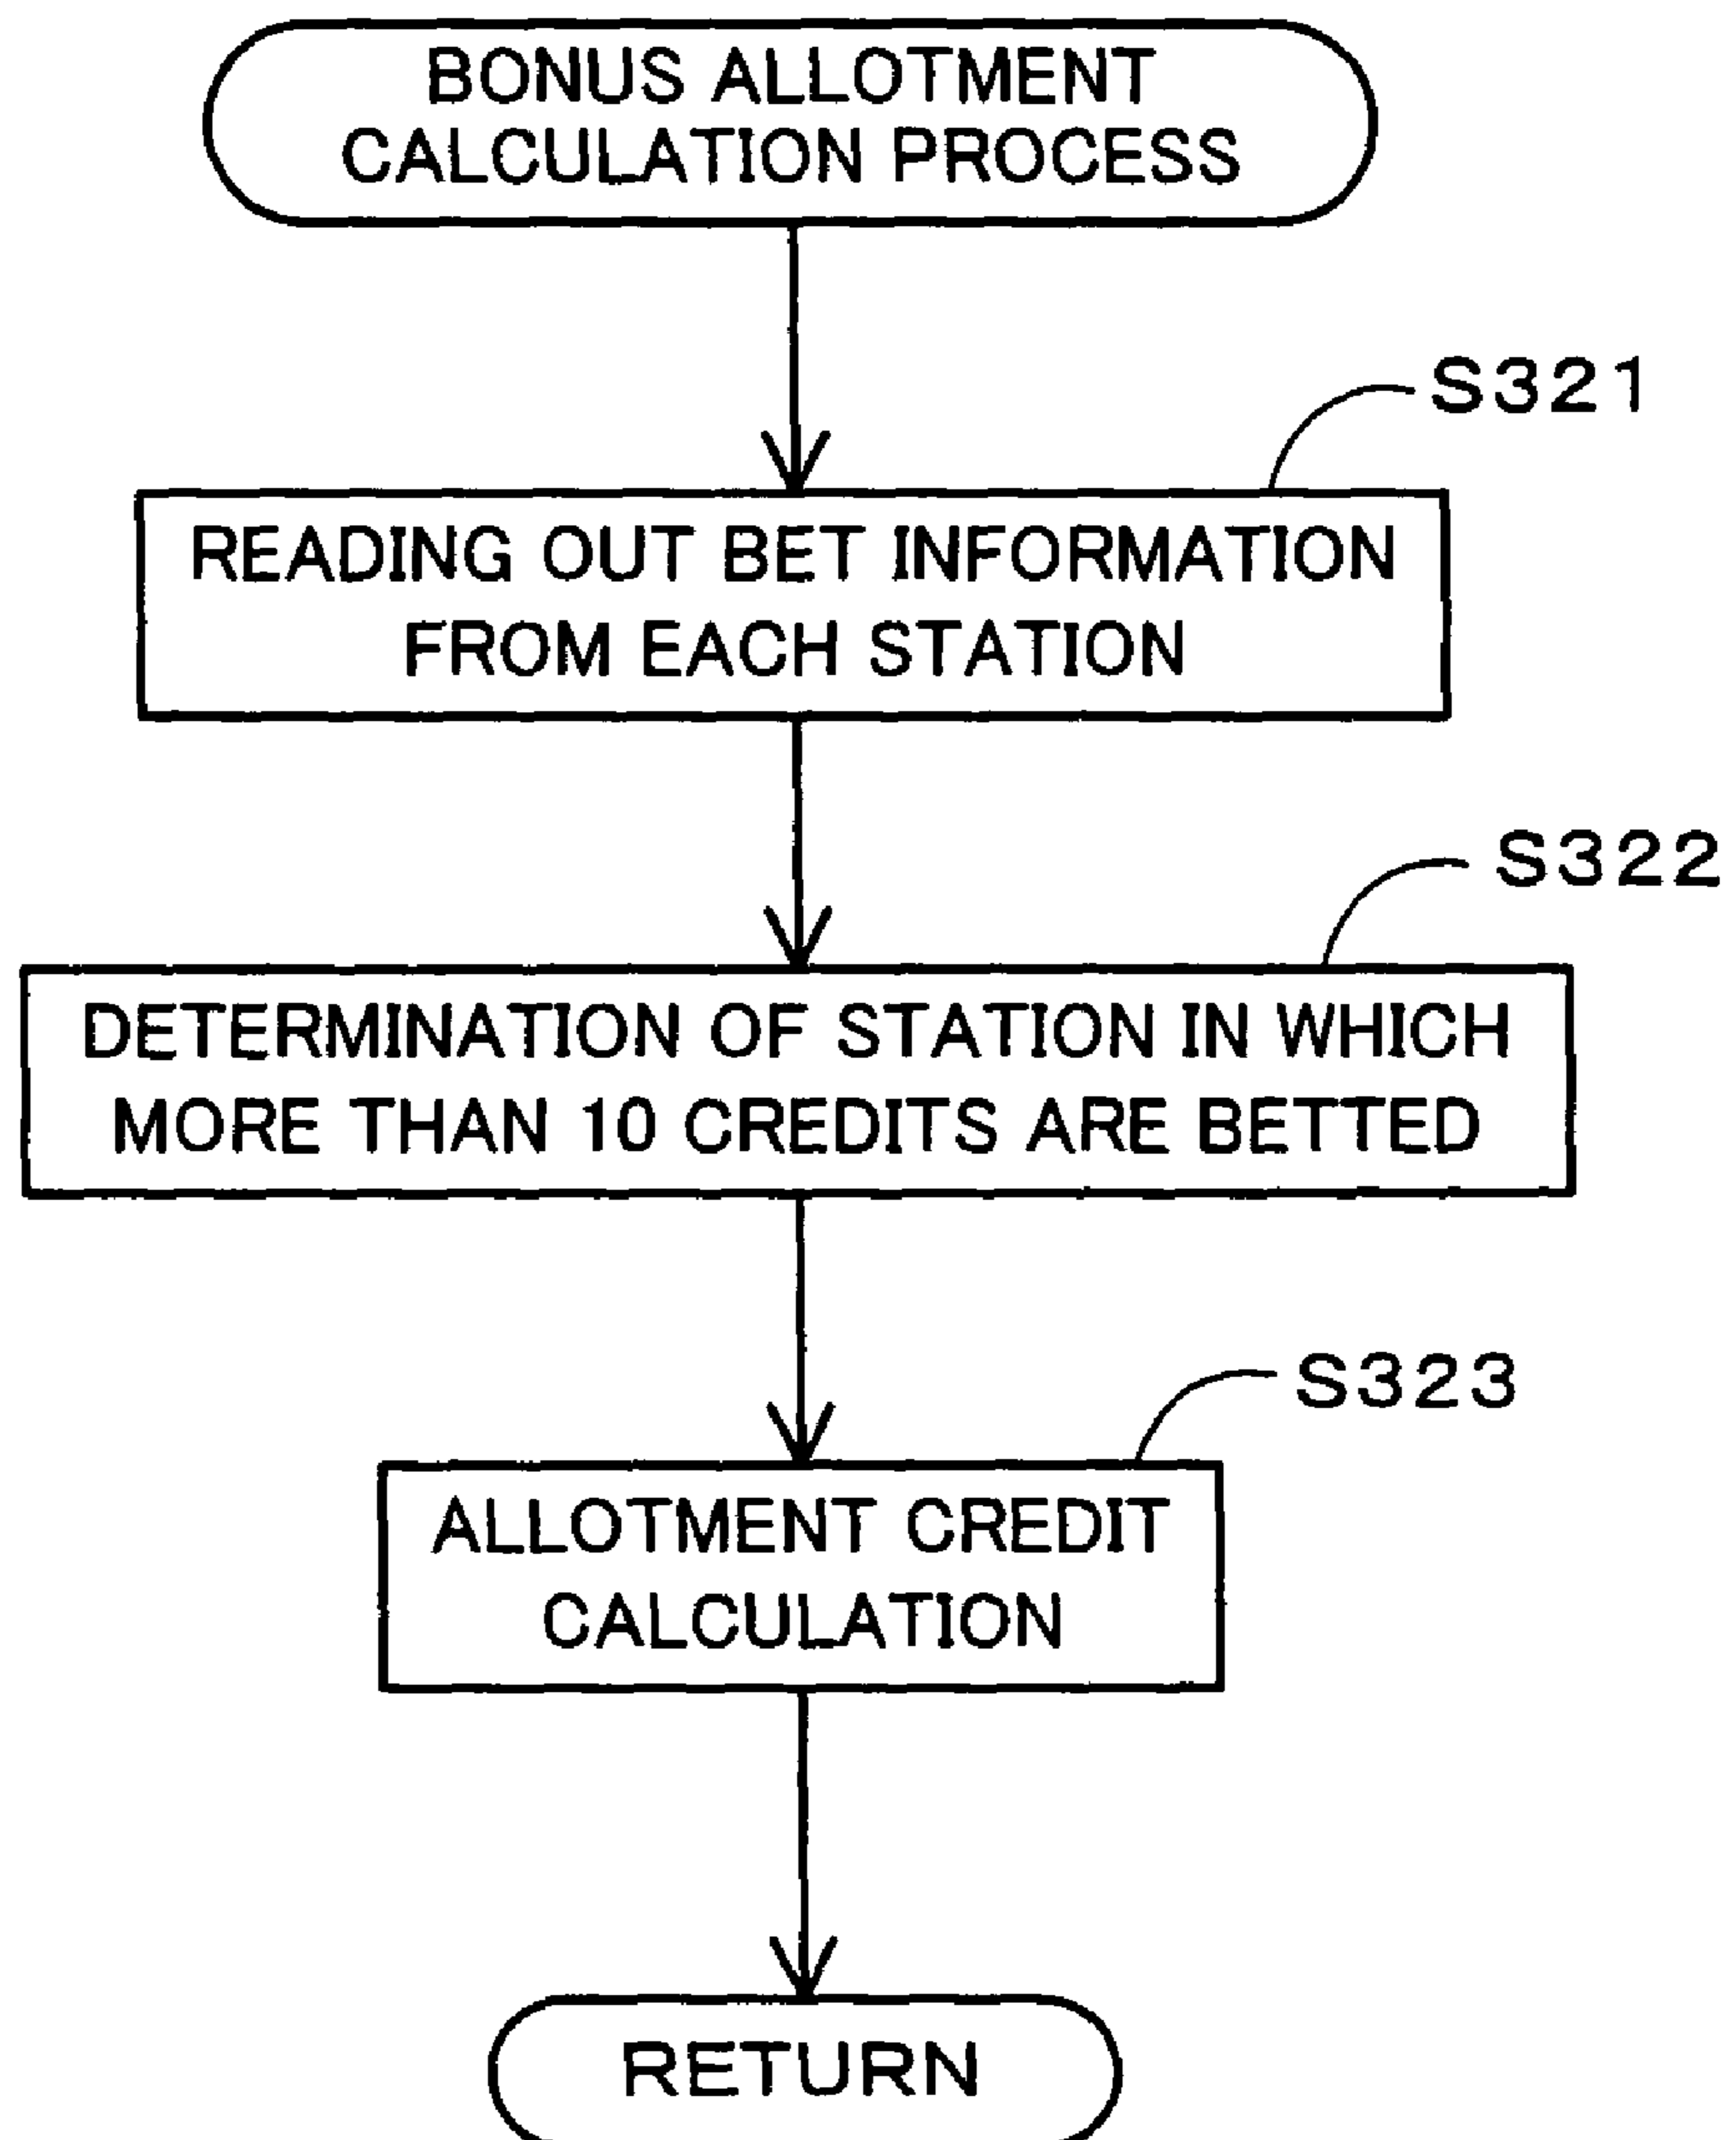 BONUS ALLOTMENT
CALCULATION PROCESS
S321
READING OUT BET INFORMATION
FROM EACH STATION
S322
DETERMINATION OF STATION IN WHICH
MORE THAN 10 CREDITS ARE BETTED
S323
ALLOTMENT CREDIT
CALCULATION
RETURN